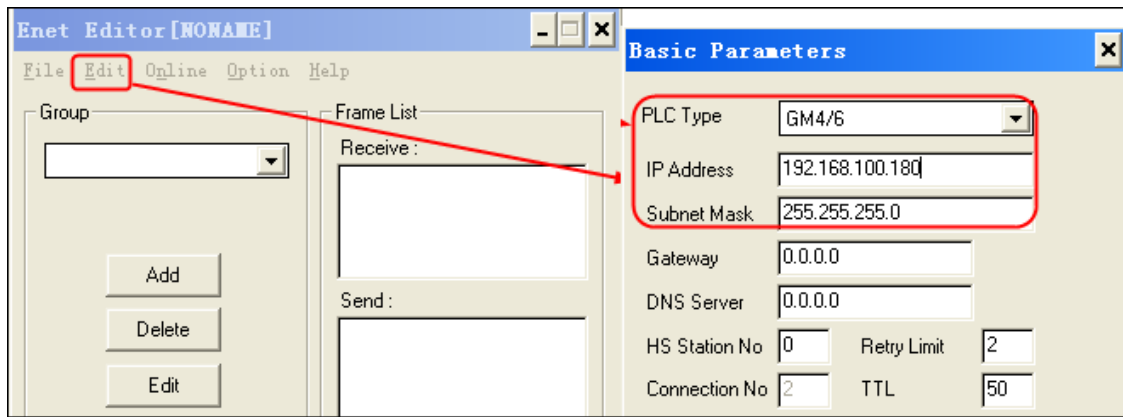 Enet Editor[NONAME]
File Edit Online Option Help
Group
Frame List
Receive :
Add
Delete
Edit
Send :
Basic Parameters
PLC Type GM4/6
IP Address 192.168.100.180
Subnet Mask 255.255.255.0
Gateway 0.0.0.0
DNS Server 0.0.0.0
HS Station No 0 Retry Limit 2
Connection No 2 TTL 50